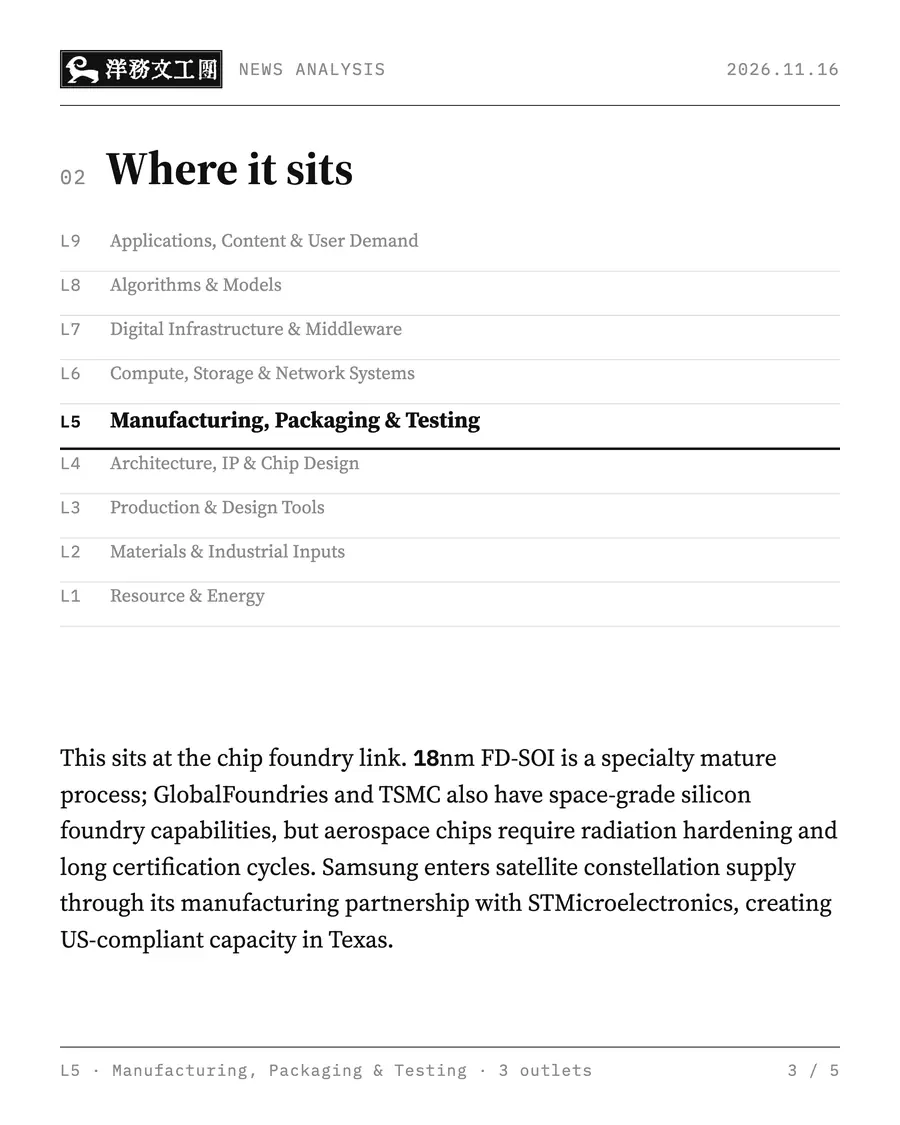 洋務文工團 NEWS ANALYSIS 2026.11.16
02 Where it sits
L9 Applications, Content & User Demand
L8 Algorithms & Models
L7 Digital Infrastructure & Middleware
L6 Compute, Storage & Network Systems
L5 Manufacturing, Packaging & Testing
L4 Architecture, IP & Chip Design
L3 Production & Design Tools
L2 Materials & Industrial Inputs
L1 Resource & Energy
This sits at the chip foundry link. 18nm FD-SOI is a specialty mature
process; GlobalFoundries and TSMC also have space-grade silicon
foundry capabilities, but aerospace chips require radiation hardening and
long certification cycles. Samsung enters satellite constellation supply
through its manufacturing partnership with STMicroelectronics, creating
US-compliant capacity in Texas.
L5 · Manufacturing, Packaging & Testing · 3 outlets 3 / 5